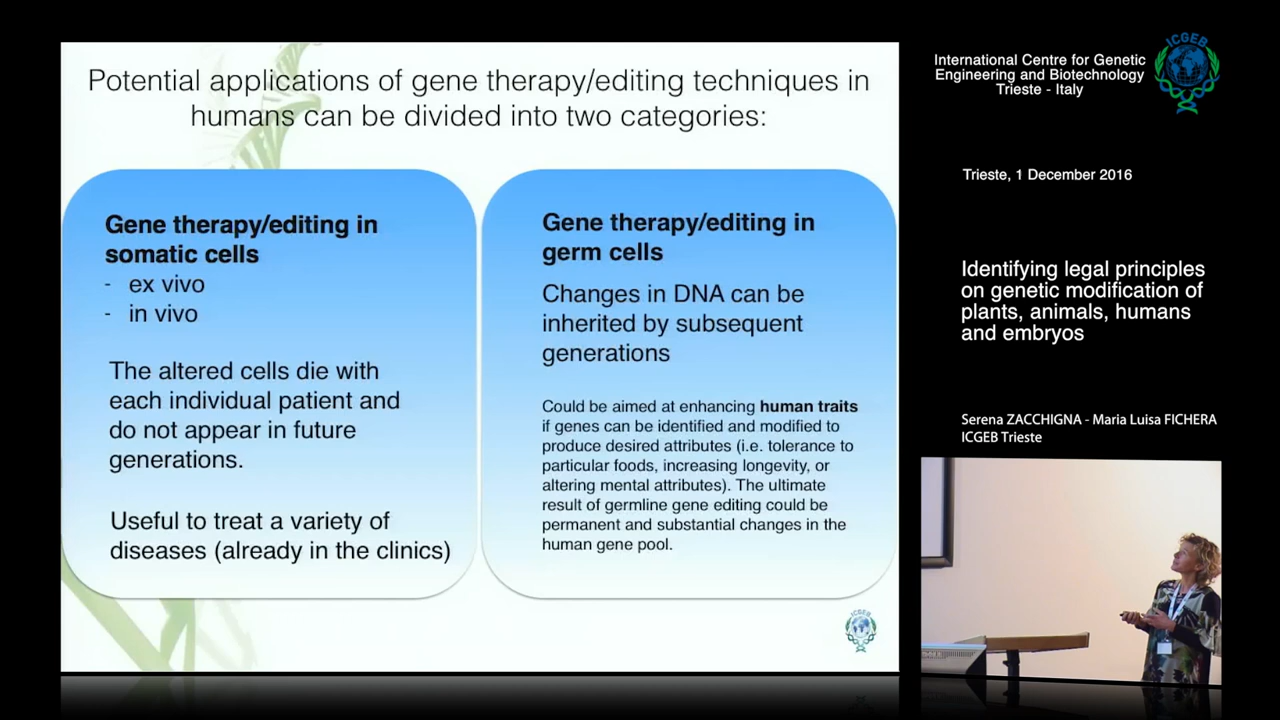 Potential applications of gene therapy/editing techniques in
humans can be divided into two categories:
Gene therapy/editing in
somatic cells
- ex vivo
- in vivo
The altered cells die with
each individual patient and
do not appear in future
generations.
Useful to treat a variety of
diseases (already in the clinics)
Gene therapy/editing in
germ cells
Changes in DNA can be
inherited by subsequent
generations
Could be aimed at enhancing human traits
if genes can be identified and modified to
produce desired attributes (i.e. tolerance to
particular foods, increasing longevity, or
altering mental attributes). The ultimate
result of germline gene editing could be
permanent and substantial changes in the
human gene pool.
ICGEB
International Centre for Genetic
Engineering and Biotechnology
Trieste - Italy
ICGEB
Trieste, 1 December 2016
Identifying legal principles
on genetic modification of
plants, animals, humans
and embryos
Serena ZACCHIGNA - Maria Luisa FICHERA
ICGEB Trieste